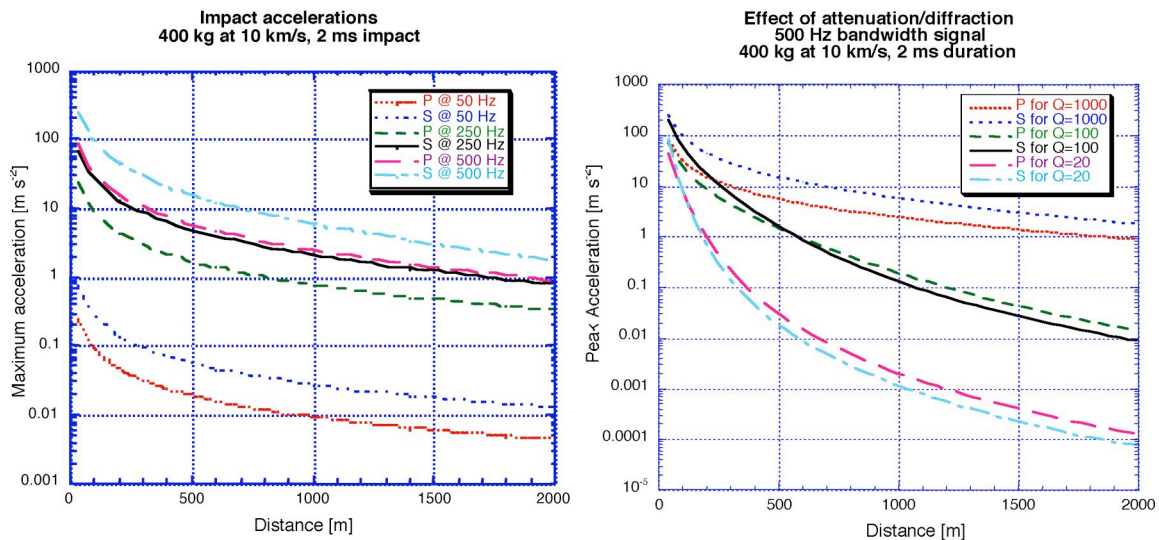 Impact accelerations
400 kg at 10 km/s, 2 ms impact
1000
100
10
1
0.1
0.01
0.001
Maximum acceleration [m s⁻²]
P @ 50 Hz
S @ 50 Hz
P @ 250 Hz
S @ 250 Hz
P @ 500 Hz
S @ 500 Hz
0
500
1000
1500
2000
Distance [m]
Effect of attenuation/diffraction
500 Hz bandwidth signal
400 kg at 10 km/s, 2 ms duration
1000
100
10
1
0.1
0.01
0.001
0.0001
10⁻⁵
Peak Acceleration [m s⁻²]
P for Q=1000
S for Q=1000
P for Q=100
S for Q=100
P for Q=20
S for Q=20
0
500
1000
1500
2000
Distance [m]